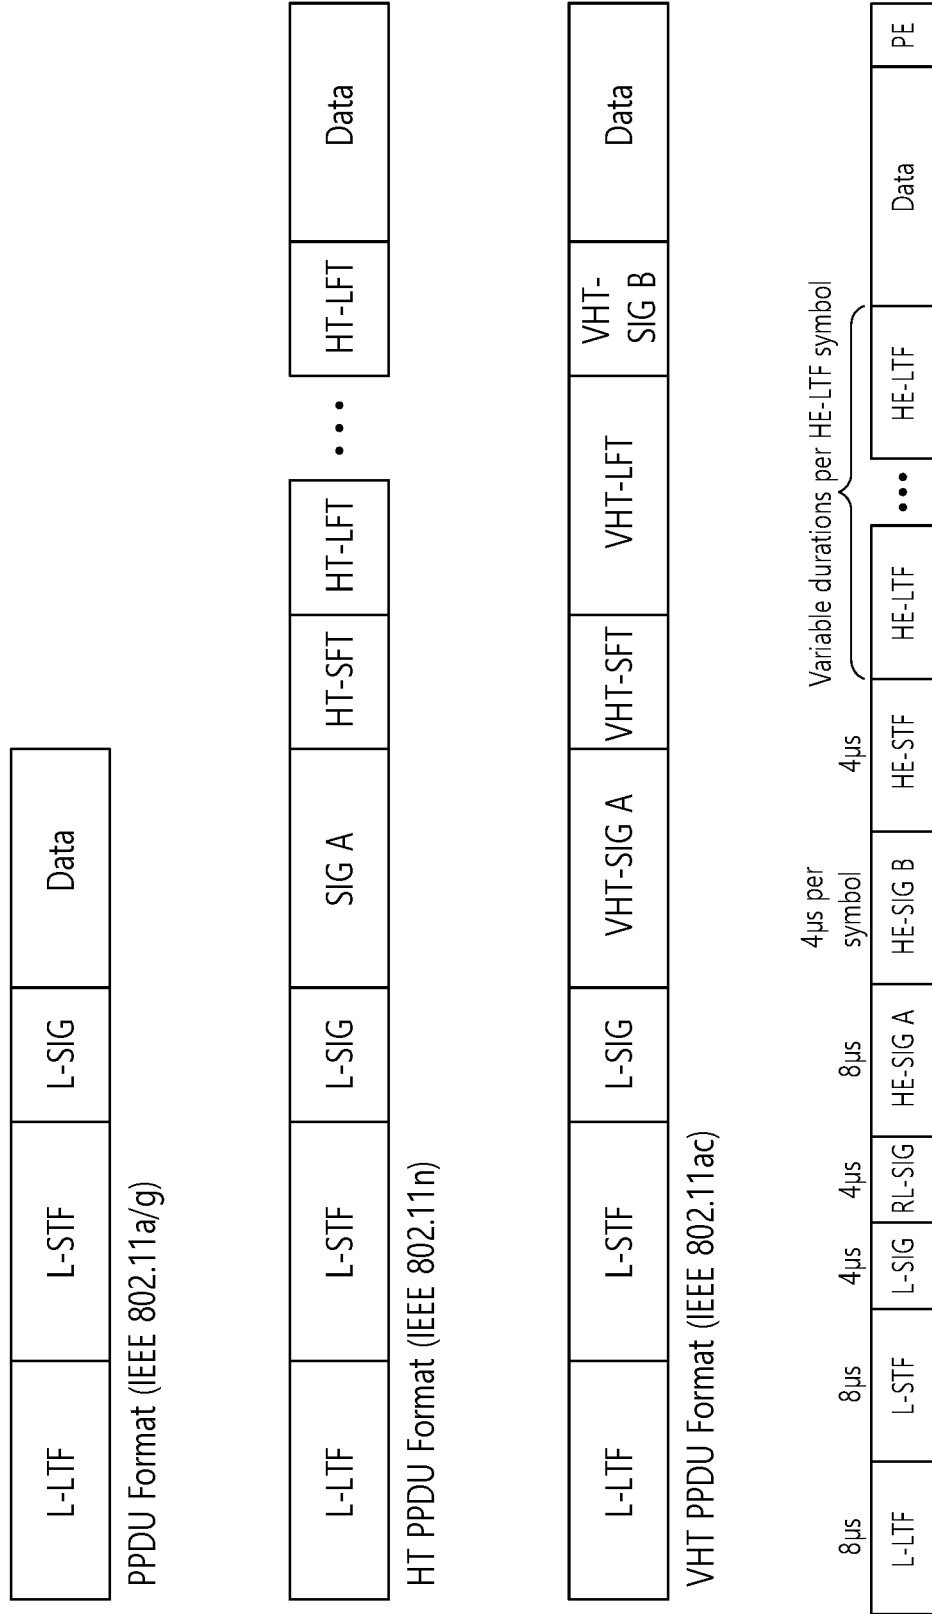 L-LTF
L-STF
L-SIG
Data
PPDU Format (IEEE 802.11a/g)
L-LTF
L-STF
L-SIG
SIG A
HT-SFT
HT-LFT
• • •
HT-LFT
Data
HT PPDU Format (IEEE 802.11n)
L-LTF
L-STF
L-SIG
VHT-SIG A
VHT-SFT
VHT-LFT
VHT-
SIG B
Data
VHT PPDU Format (IEEE 802.11ac)
8µs
8µs
4µs
4µs
8µs
4µs per
symbol
4µs
Variable durations per HE-LTF symbol
L-LTF
L-STF
L-SIG
RL-SIG
HE-SIG A
HE-SIG B
HE-STF
HE-LTF
• • •
HE-LTF
Data
PE